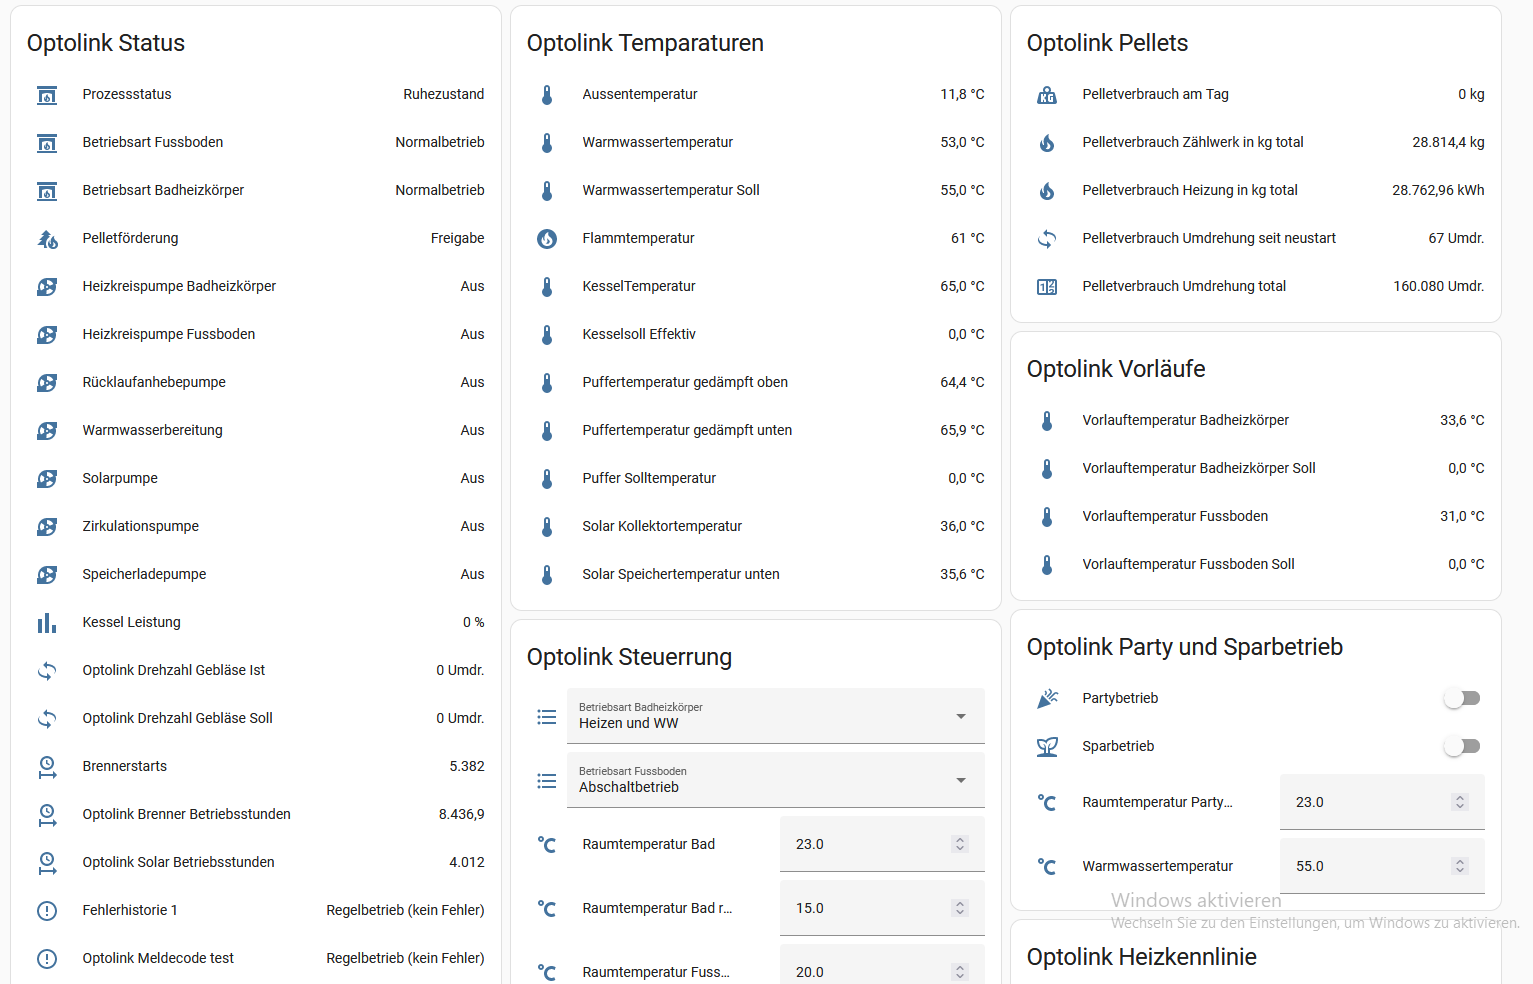 Optolink Status
Prozessstatus Ruhezustand
Betriebsart Fussboden Normalbetrieb
Betriebsart Badheizkörper Normalbetrieb
Pelletförderung Freigabe
Heizkreispumpe Badheizkörper Aus
Heizkreispumpe Fussboden Aus
Rücklaufanhebepumpe Aus
Warmwasserbereitung Aus
Solarpumpe Aus
Zirkulationspumpe Aus
Speicherladepumpe Aus
Kessel Leistung 0 %
Optolink Drehzahl Gebläse Ist 0 Umdr.
Optolink Drehzahl Gebläse Soll 0 Umdr.
Brennerstarts 5.382
Optolink Brenner Betriebsstunden 8.436,9
Optolink Solar Betriebsstunden 4.012
Fehlerhistorie 1 Regelbetrieb (kein Fehler)
Optolink Meldecode test Regelbetrieb (kein Fehler)
Optolink Temparaturen
Aussentemperatur 11,8 °C
Warmwassertemperatur 53,0 °C
Warmwassertemperatur Soll 55,0 °C
Flammtemperatur 61 °C
KesselTemperatur 65,0 °C
Kesselsoll Effektiv 0,0 °C
Puffertemperatur gedämpft oben 64,4 °C
Puffertemperatur gedämpft unten 65,9 °C
Puffer Solltemperatur 0,0 °C
Solar Kollektortemperatur 36,0 °C
Solar Speichertemperatur unten 35,6 °C
Optolink Steuerrung
Betriebsart Badheizkörper
Heizen und WW
Betriebsart Fussboden
Abschaltbetrieb
°C Raumtemperatur Bad 23.0
°C Raumtemperatur Bad r... 15.0
°C Raumtemperatur Fuss... 20.0
Optolink Pellets
KG Pelletverbrauch am Tag 0 kg
Pelletverbrauch Zählwerk in kg total 28.814,4 kg
Pelletverbrauch Heizung in kg total 28.762,96 kWh
Pelletverbrauch Umdrehung seit neustart 67 Umdr.
Pelletverbrauch Umdrehung total 160.080 Umdr.
Optolink Vorläufe
Vorlauftemperatur Badheizkörper 33,6 °C
Vorlauftemperatur Badheizkörper Soll 0,0 °C
Vorlauftemperatur Fussboden 31,0 °C
Vorlauftemperatur Fussboden Soll 0,0 °C
Optolink Party und Sparbetrieb
Partybetrieb
Sparbetrieb
°C Raumtemperatur Party... 23.0
°C Warmwassertemperatur 55.0
Windows aktivieren
Wechseln Sie zu den Einstellungen, um Windows zu aktivieren.
Optolink Heizkennlinie